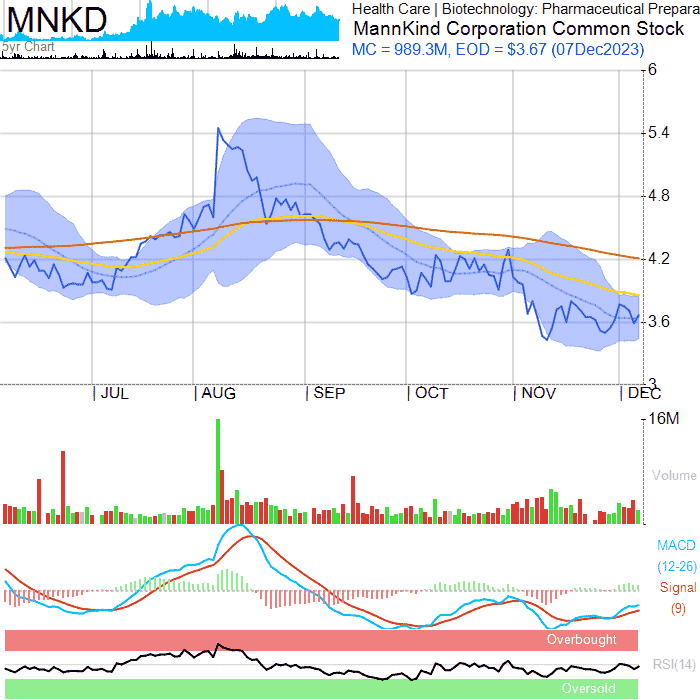 MNKD
5yr Chart
Health Care | Biotechnology: Pharmaceutical Prepara
MannKind Corporation Common Stock
MC = 989.3M, EOD = $3.67 (07Dec2023)
6
5.4
4.8
4.2
3.6
3
JUL AUG SEP OCT NOV DEC
16M
Volume
MACD
(12-26)
Signal
(9)
Overbought
RSI(14)
Oversold